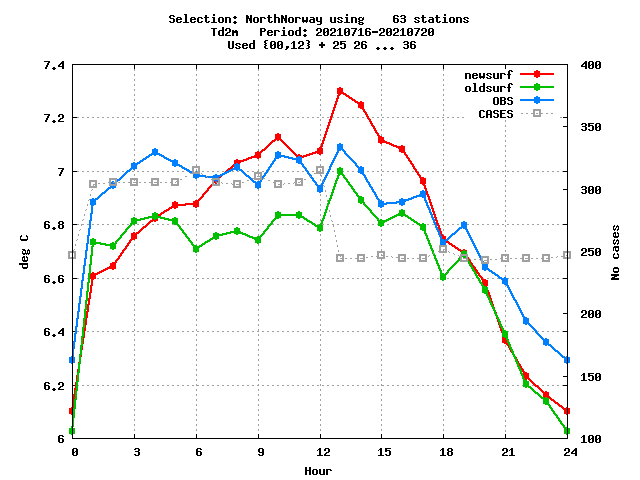 Selection: NorthNorway using    63 stations
Td2m   Period: 20210716-20210720
Used {00,12} + 25 26 ... 36
7.4
7.2
7
6.8
6.6
6.4
6.2
6
400
350
300
250
200
150
100
newsurf
oldsurf
OBS
CASES
deg C
No cases
0 3 6 9 12 15 18 21 24
Hour